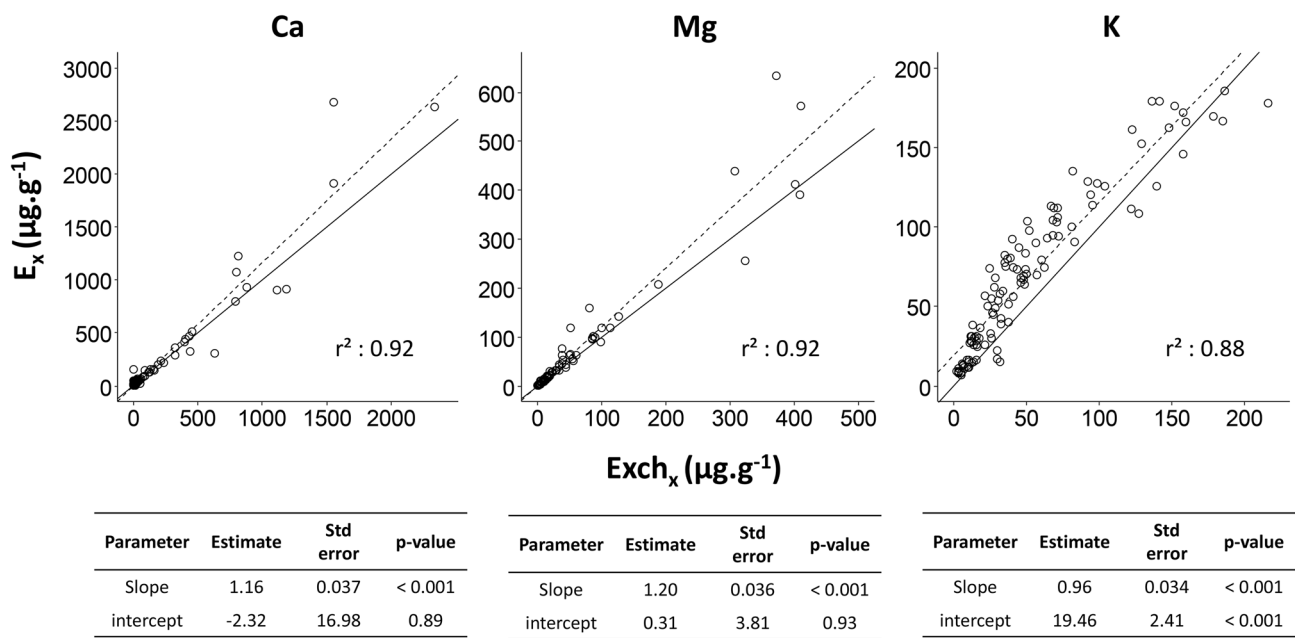 Ca
Mg
K
3000
2500
2000
1500
1000
500
0
0 500 1000 1500 2000
r² : 0.92
600
500
400
300
200
100
0
0 100 200 300 400 500
r² : 0.92
200
150
100
50
0
0 50 100 150 200
r² : 0.88
Eₓ (µg.g⁻¹)
Exchₓ (µg.g⁻¹)
Parameter Estimate Std error p-value
Slope 1.16 0.037 < 0.001
intercept -2.32 16.98 0.89
Parameter Estimate Std error p-value
Slope 1.20 0.036 < 0.001
intercept 0.31 3.81 0.93
Parameter Estimate Std error p-value
Slope 0.96 0.034 < 0.001
intercept 19.46 2.41 < 0.001